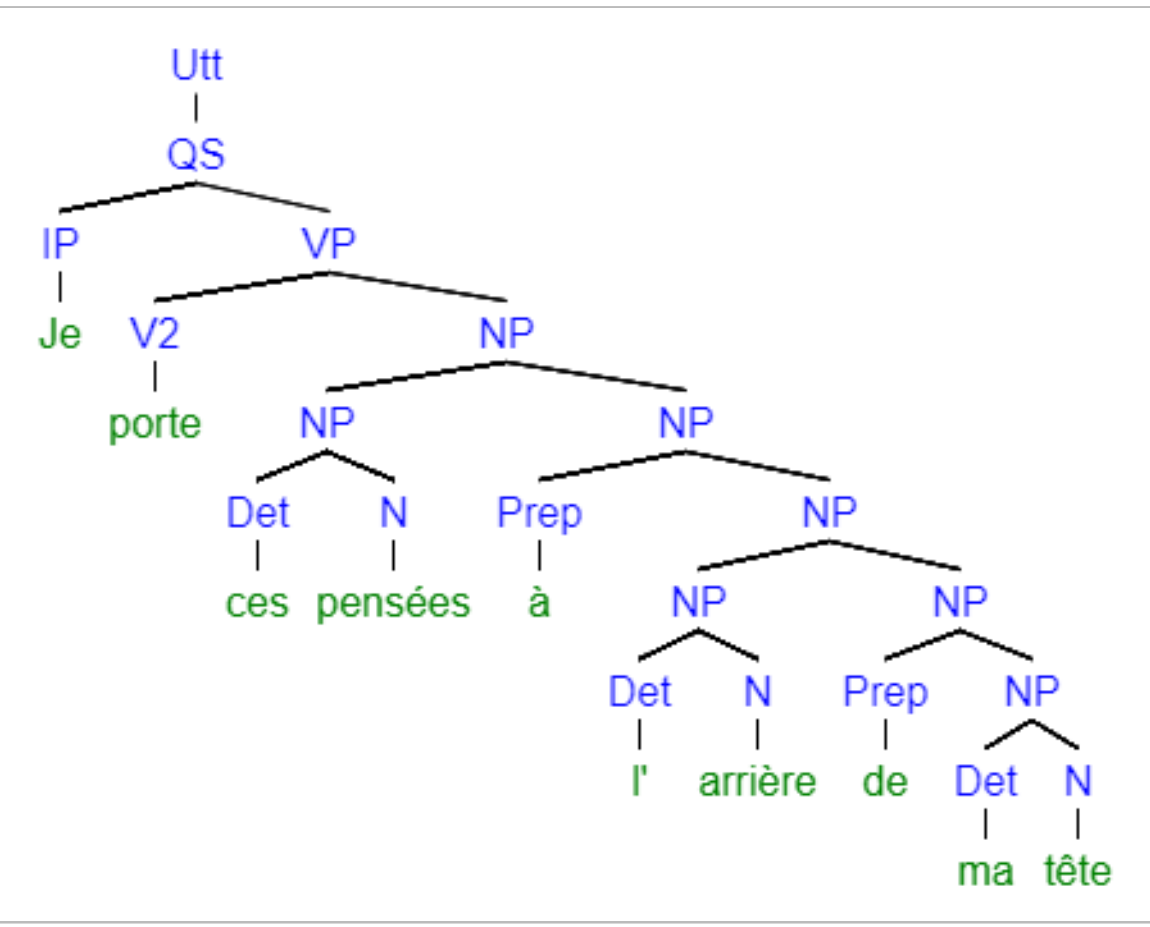 Utt
QS
IP VP
Je V2 NP
porte NP NP
Det N Prep NP
ces pensées à NP NP
Det N Prep NP
l' arrière de Det N
ma tête